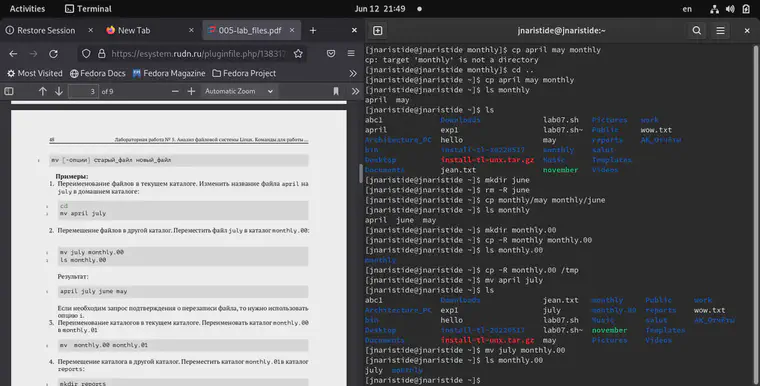 Activities
Terminal
Jun 12 21:49
en
Restore Session
New Tab
005-lab_files.pdf
https://esystem.rudn.ru/pluginfile.php/13831
Most Visited
Fedora Docs
Fedora Magazine
Fedora Project
3 of 9
Automatic Zoom
48 Лабораторная работа № 5. Анализ файловой системы Linux. Команды для работы ...
mv [-опции] старый_файл новый_файл
Примеры:
1. Переименование файлов в текущем каталоге. Изменить название файла april на
july в домашнем каталоге:
cd
mv april july
2. Перемещение файлов в другой каталог. Переместить файл july в каталог monthly.00:
mv july monthly.00
ls monthly.00
Результат:
april july june may
Если необходим запрос подтверждения о перезаписи файла, то нужно использовать
опцию i.
3. Переименование каталогов в текущем каталоге. Переименовать каталог monthly.00
в monthly.01
mv monthly.00 monthly.01
4. Перемещение каталога в другой каталог. Переместить каталог monthly.01 в каталог
reports:
mkdir reports
jnaristide@jnaristide:~
[jnaristide@jnaristide monthly]$ cp april may monthly
cp: target 'monthly' is not a directory
[jnaristide@jnaristide monthly]$ cd ..
[jnaristide@jnaristide ~]$ cp april may monthly
[jnaristide@jnaristide ~]$ ls monthly
april may
[jnaristide@jnaristide ~]$ ls
abc1 Downloads lab07.sh Pictures work
april exp1 lab07.sh~ Public wow.txt
Architecture_PC hello may reports
bin install-tl-20220517 monthly salut
Desktop install-tl-unx.tar.gz Music Templates
Documents jean.txt november Videos
[jnaristide@jnaristide ~]$ mkdir june
[jnaristide@jnaristide ~]$ rm -R june
[jnaristide@jnaristide ~]$ cp monthly/may monthly/june
[jnaristide@jnaristide ~]$ ls monthly
april june may
[jnaristide@jnaristide ~]$ mkdir monthly.00
[jnaristide@jnaristide ~]$ cp -R monthly monthly.00
[jnaristide@jnaristide ~]$ ls monthly.00
monthly
[jnaristide@jnaristide ~]$ cp -R monthly.00 /tmp
[jnaristide@jnaristide ~]$ mv april july
[jnaristide@jnaristide ~]$ ls
abc1 Downloads jean.txt monthly Public work
Architecture_PC exp1 july monthly.00 reports wow.txt
bin hello lab07.sh Music salut
Desktop install-tl-20220517 lab07.sh~ november Templates
Documents install-tl-unx.tar.gz may Pictures Videos
[jnaristide@jnaristide ~]$ mv july monthly.00
[jnaristide@jnaristide ~]$ ls monthly.00
july monthly
[jnaristide@jnaristide ~]$